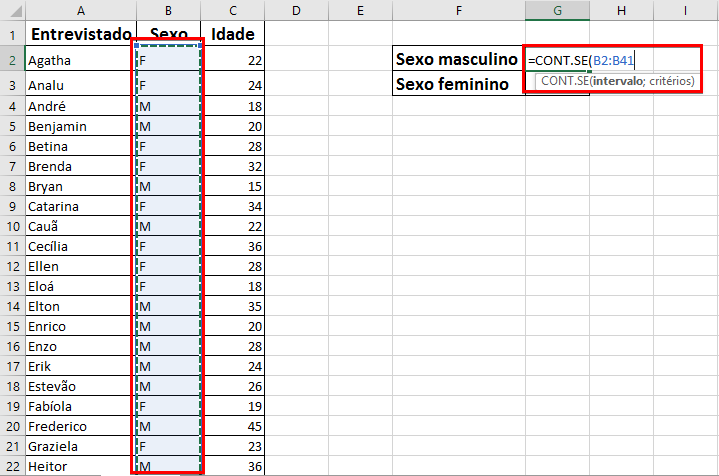 A B C D E F G H I
1 Entrevistado Sexo Idade
2 Agatha F 22 Sexo masculino =CONT.SE(B2:B41
CONT.SE(intervalo; critérios)
3 Analu F 24 Sexo feminino
4 André M 18
5 Benjamin M 20
6 Betina F 28
7 Brenda F 32
8 Bryan M 15
9 Catarina F 34
10 Cauã M 22
11 Cecília F 36
12 Ellen F 28
13 Eloá F 18
14 Elton M 35
15 Enrico M 20
16 Enzo M 28
17 Erik M 24
18 Estevão M 26
19 Fabíola F 19
20 Frederico M 45
21 Graziela F 23
22 Heitor M 36